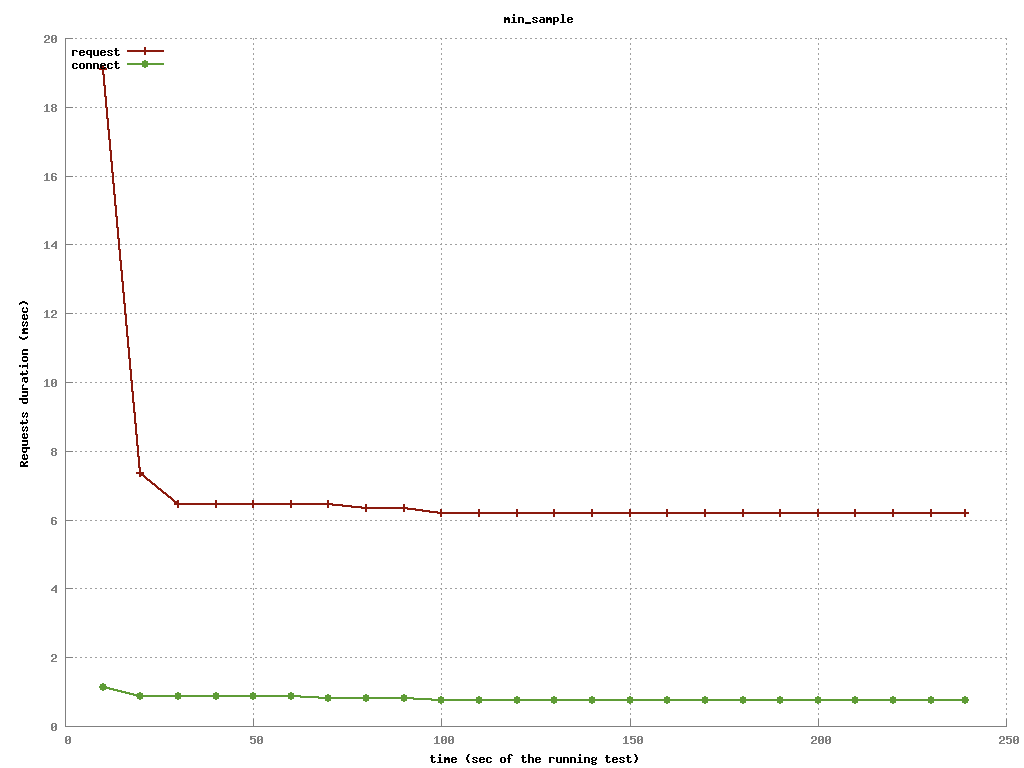 min_sample
20
request
connect
18
16
14
12
10
8
6
4
2
0
Requests duration (msec)
0 50 100 150 200 250
time (sec of the running test)